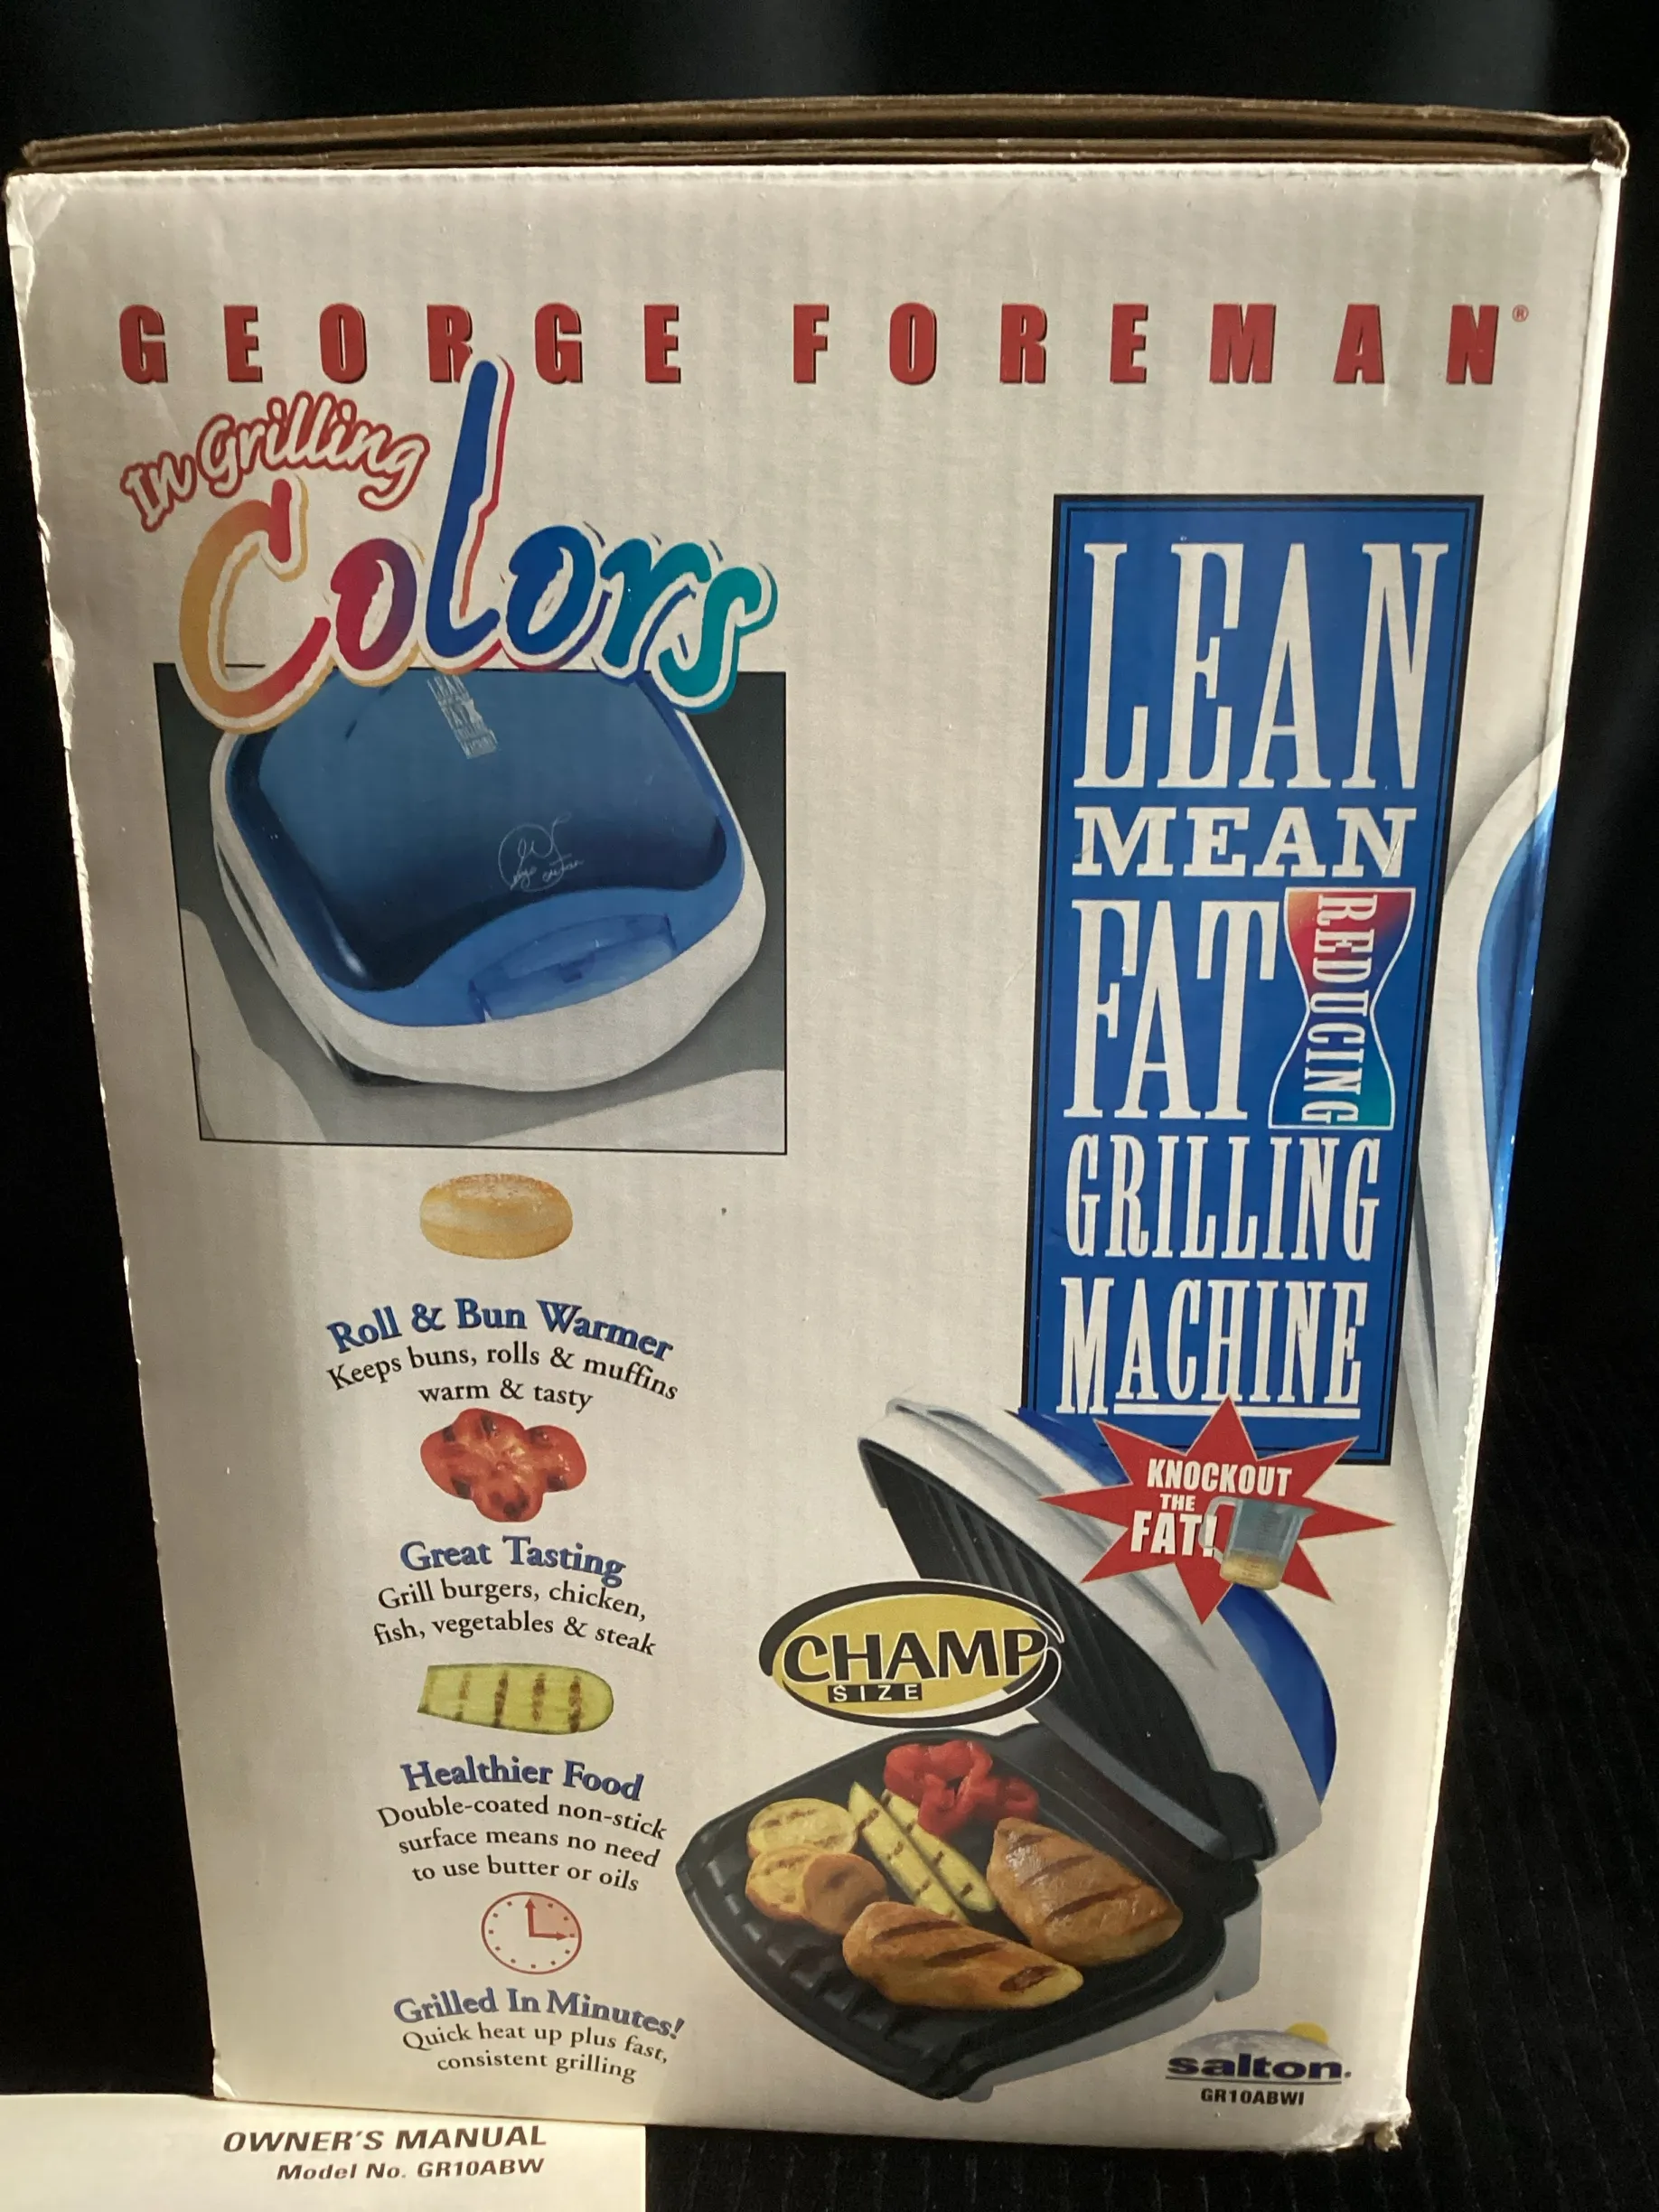 GEORGE FOREMAN®
In Grilling
Colors
LEAN
MEAN
FAT
REDUCING
GRILLING
MACHINE
Roll & Bun Warmer
Keeps buns, rolls & muffins
warm & tasty
Great Tasting
Grill burgers, chicken,
fish, vegetables & steak
Healthier Food
Double-coated non-stick
surface means no need
to use butter or oils
Grilled In Minutes!
Quick heat up plus fast,
consistent grilling
KNOCKOUT
THE
FAT!
CHAMP
SIZE
salton.
GR10ABWI
OWNER'S MANUAL
Model No. GR10ABW